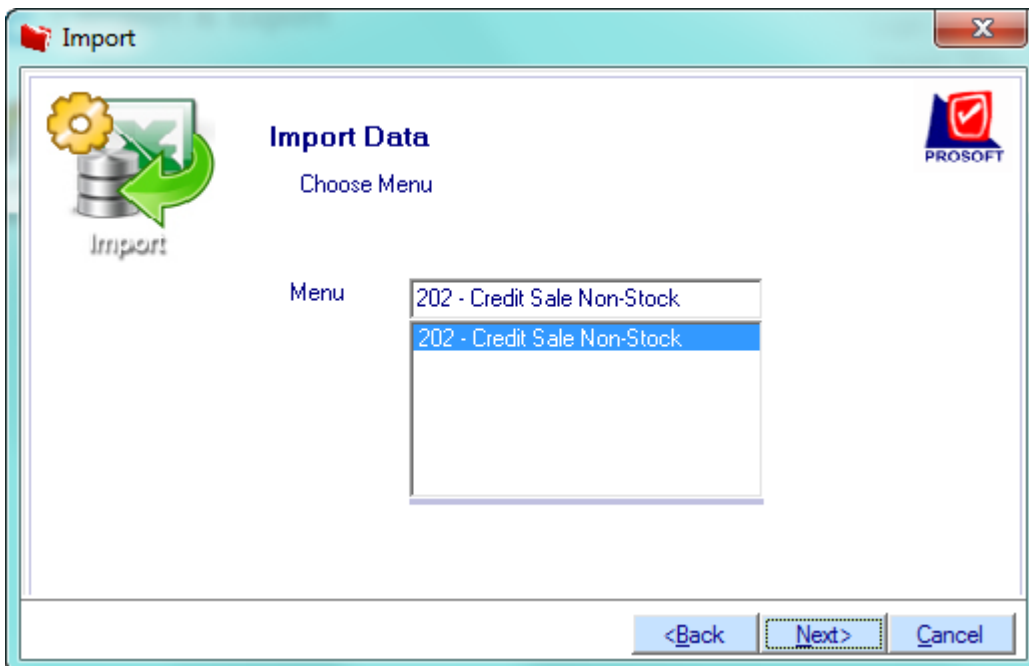 Import
Import Data
PROSOFT
Choose Menu
Import
Menu
202 - Credit Sale Non-Stock
202 - Credit Sale Non-Stock
<Back
Next>
Cancel